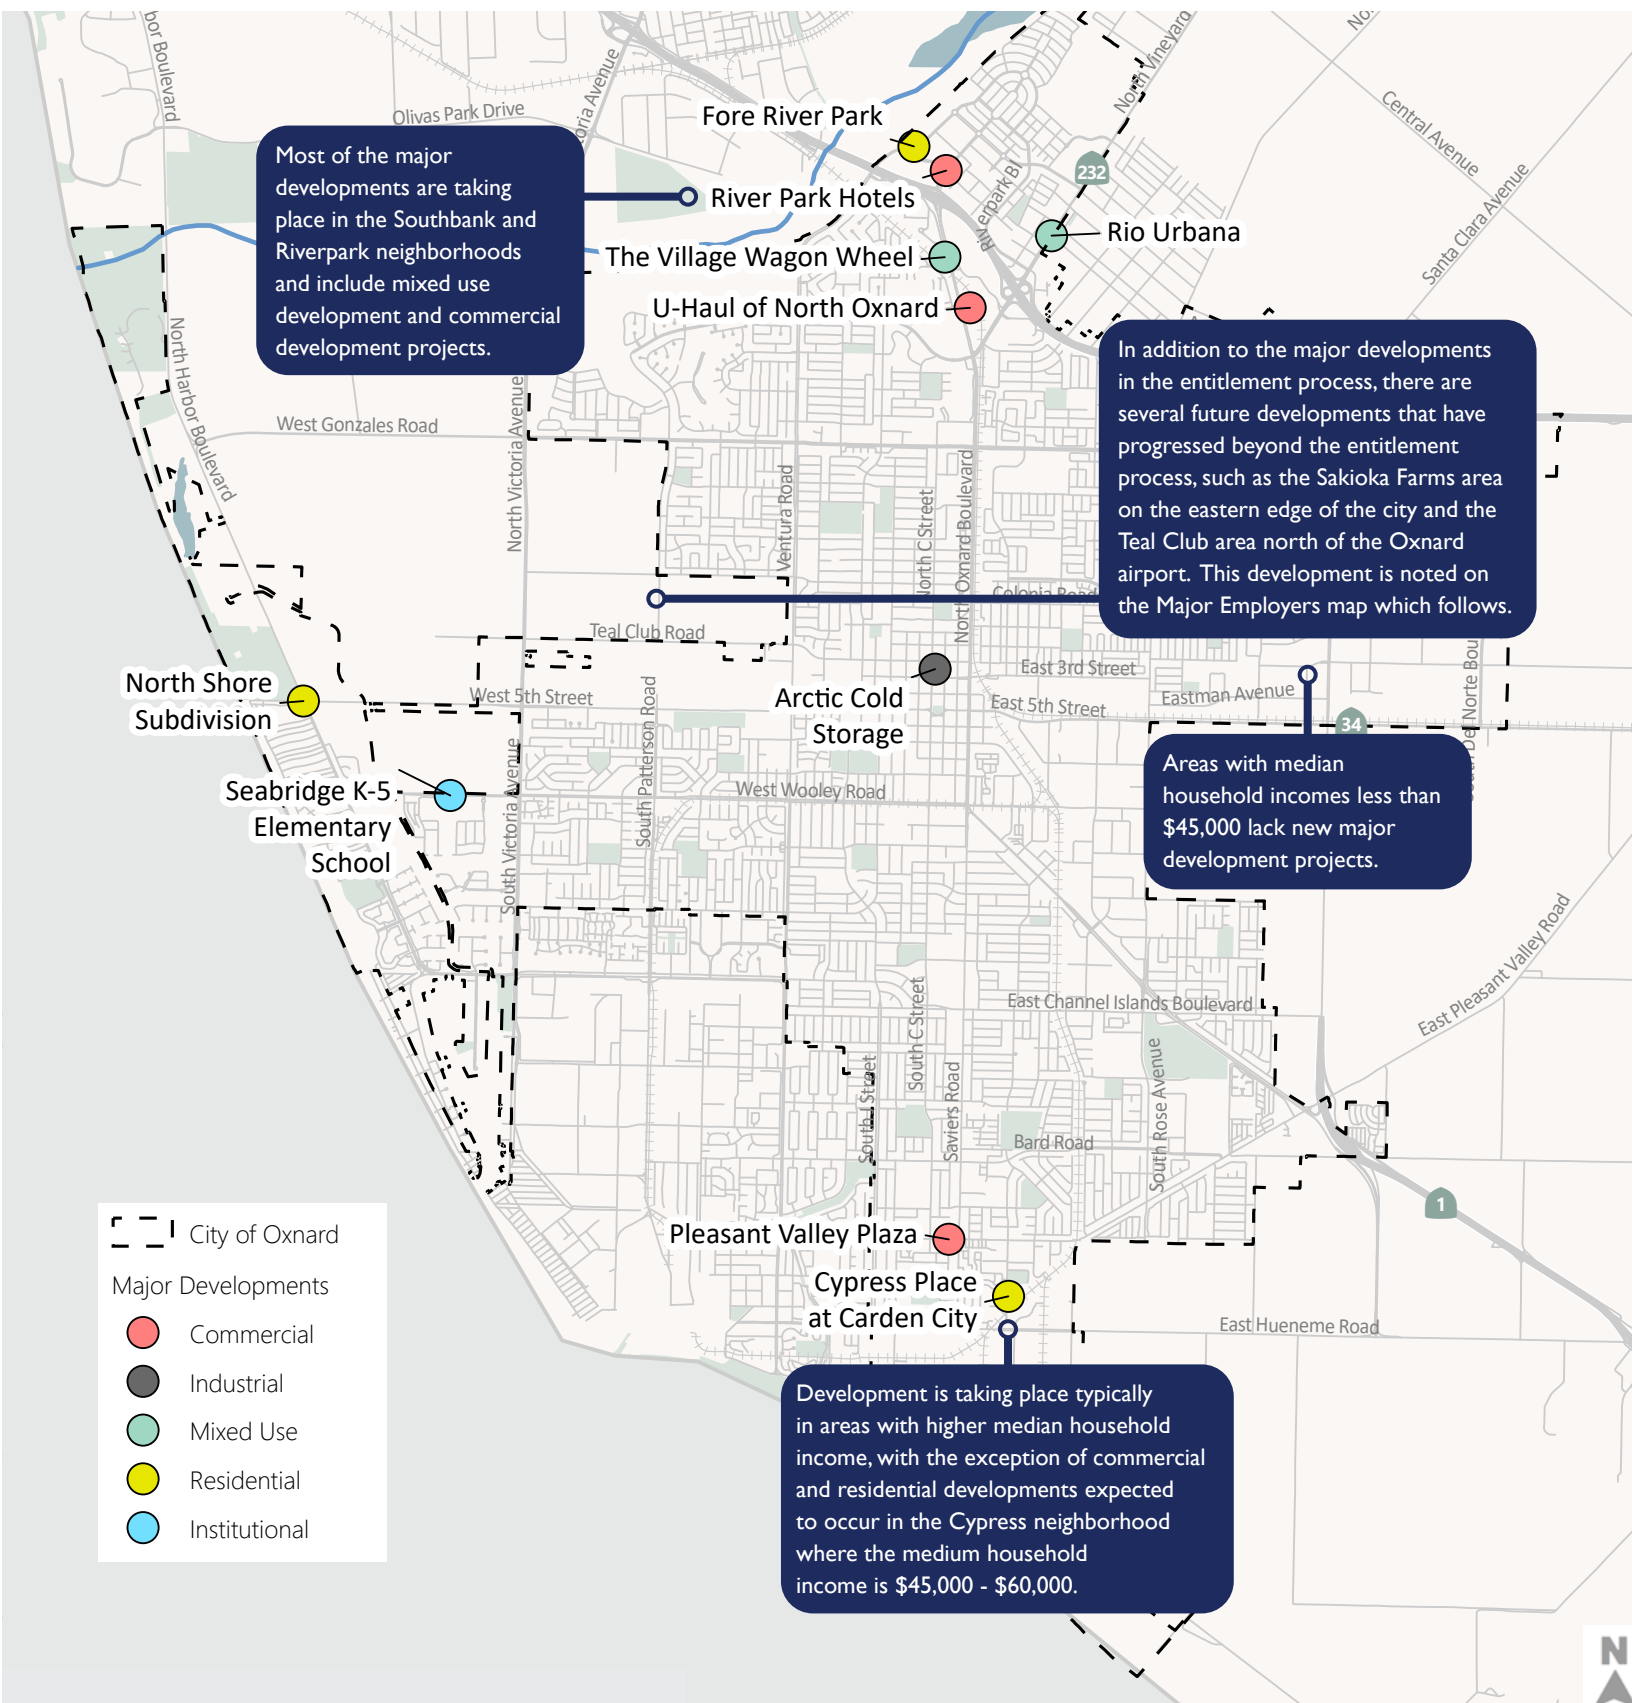 bor Boulevard
Olivas Park Drive
oria Avenue
North Vineyard
No
Central Avenue
Santa Clara Avenue
232
Fore River Park
River Park Hotels
Riverpark Bl
Rio Urbana
The Village Wagon Wheel
U-Haul of North Oxnard
Most of the major
developments are taking
place in the Southbank and
Riverpark neighborhoods
and include mixed use
development and commercial
development projects.
In addition to the major developments
in the entitlement process, there are
several future developments that have
progressed beyond the entitlement
process, such as the Sakioka Farms area
on the eastern edge of the city and the
Teal Club area north of the Oxnard
airport. This development is noted on
the Major Employers map which follows.
North Harbor Boulevard
West Gonzales Road
North Victoria Avenue
Ventura Road
North C Street
North Oxnard Boulevard
Colonia Road
Teal Club Road
East 3rd Street
Eastman Avenue
East 5th Street
West 5th Street
34
South Del Norte Bou
North Shore
Subdivision
Arctic Cold
Storage
Seabridge K-5
Elementary
School
South Patterson Road
South Victoria Avenue
West Wooley Road
Areas with median
household incomes less than
$45,000 lack new major
development projects.
East Pleasant Valley Road
East Channel Islands Boulevard
South C Street
South J Street
Saviers Road
Bard Road
South Rose Avenue
1
Pleasant Valley Plaza
Cypress Place
at Carden City
East Hueneme Road
Development is taking place typically
in areas with higher median household
income, with the exception of commercial
and residential developments expected
to occur in the Cypress neighborhood
where the medium household
income is $45,000 - $60,000.
City of Oxnard
Major Developments
Commercial
Industrial
Mixed Use
Residential
Institutional
N